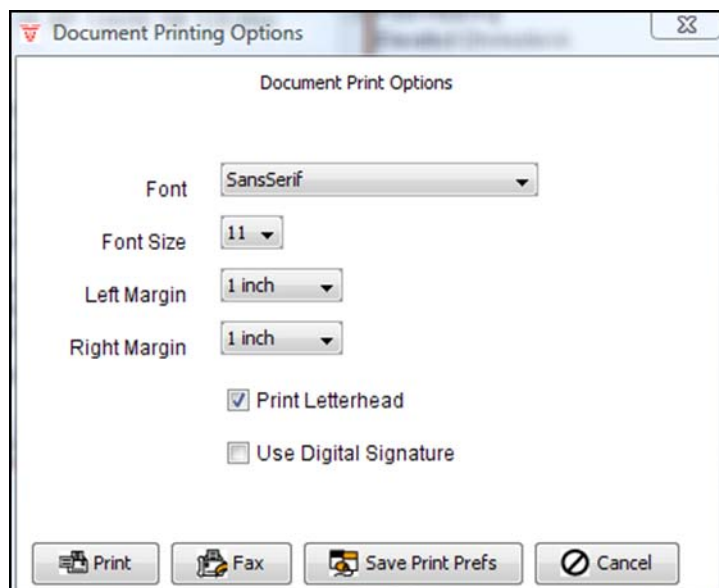 Document Printing Options
Document Print Options
Font SansSerif
Font Size 11
Left Margin 1 inch
Right Margin 1 inch
Print Letterhead
Use Digital Signature
Print Fax Save Print Prefs Cancel